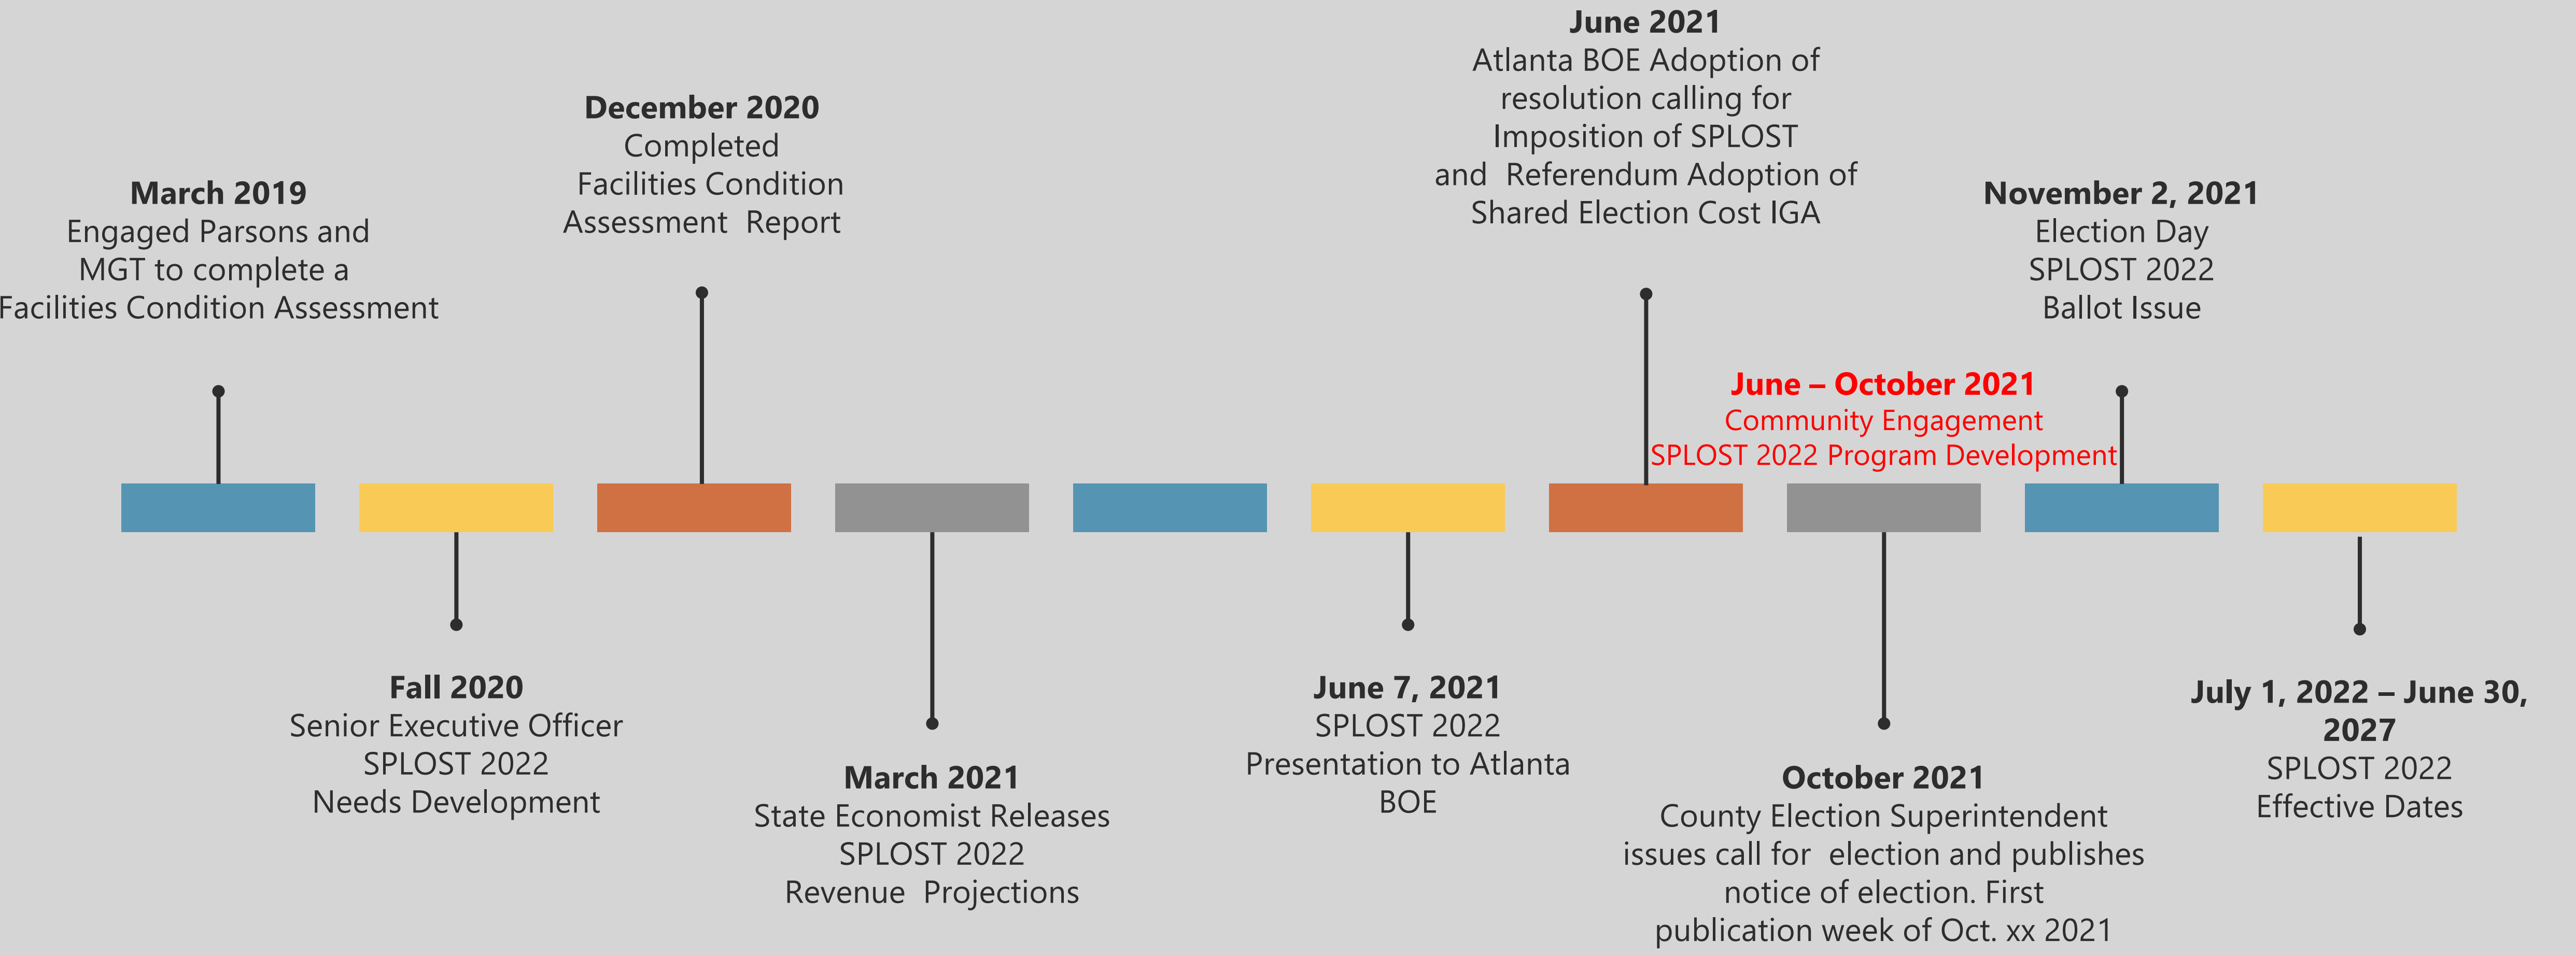 March 2019
Engaged Parsons and
MGT to complete a
Facilities Condition Assessment
Fall 2020
Senior Executive Officer
SPLOST 2022
Needs Development
December 2020
Completed
Facilities Condition
Assessment Report
March 2021
State Economist Releases
SPLOST 2022
Revenue Projections
June 7, 2021
SPLOST 2022
Presentation to Atlanta
BOE
June 2021
Atlanta BOE Adoption of
resolution calling for
Imposition of SPLOST
and Referendum Adoption of
Shared Election Cost IGA
June – October 2021
Community Engagement
SPLOST 2022 Program Development
October 2021
County Election Superintendent
issues call for election and publishes
notice of election. First
publication week of Oct. xx 2021
November 2, 2021
Election Day
SPLOST 2022
Ballot Issue
July 1, 2022 – June 30,
2027
SPLOST 2022
Effective Dates